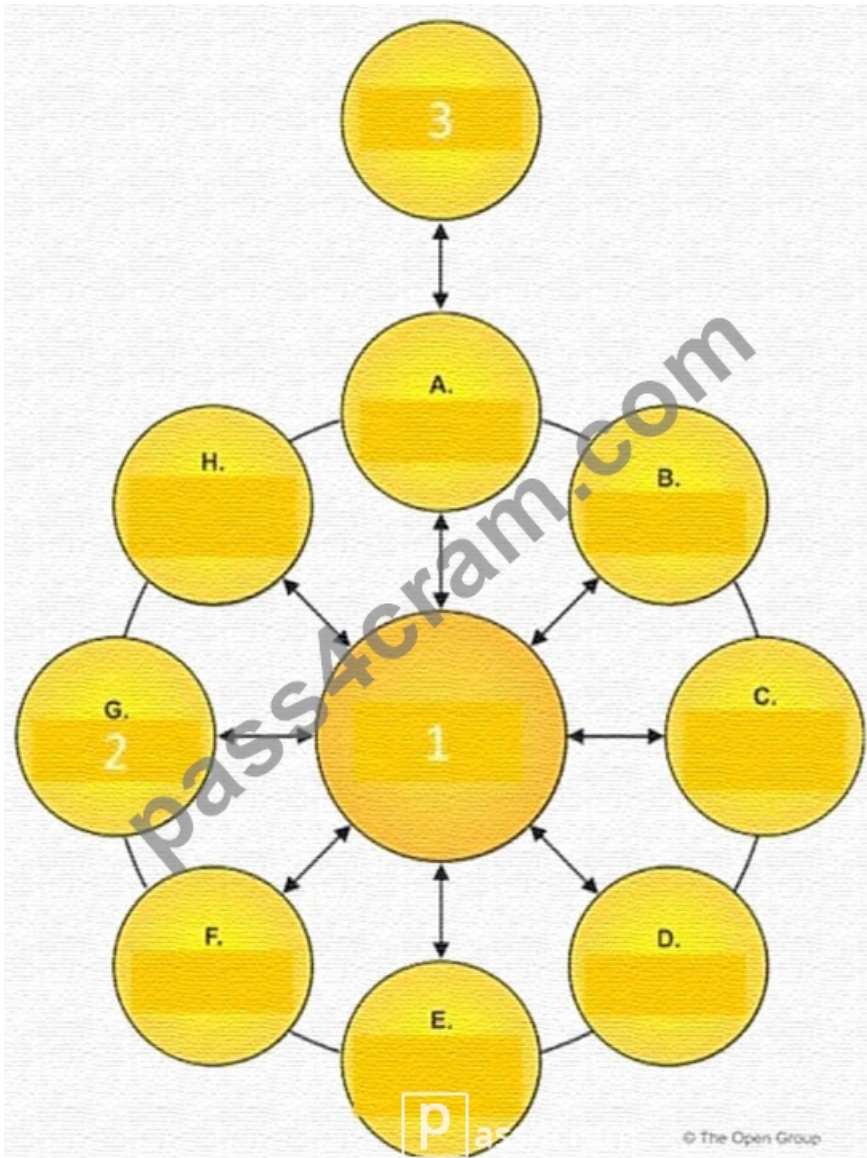 3
A.
H.
B.
pass4cram.com
G.
2
1
C.
F.
D.
E.
p
© The Open Group